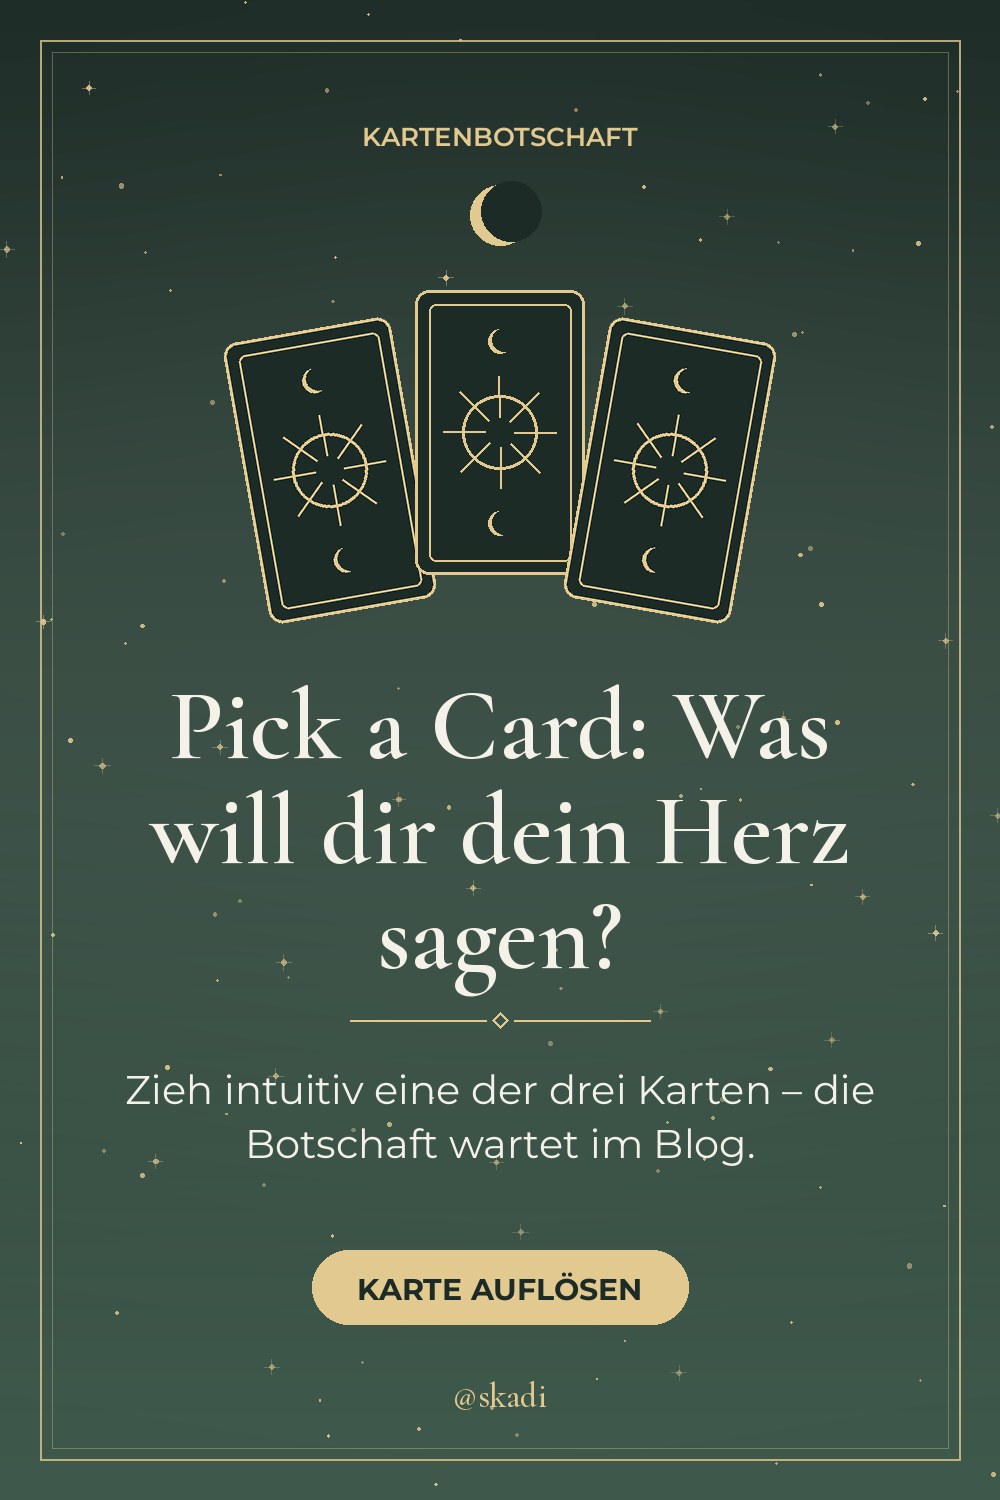 KARTENBOTSCHAFT
Pick a Card: Was
will dir dein Herz
sagen?
Zieh intuitiv eine der drei Karten – die
Botschaft wartet im Blog.
KARTE AUFLÖSEN
@skadi